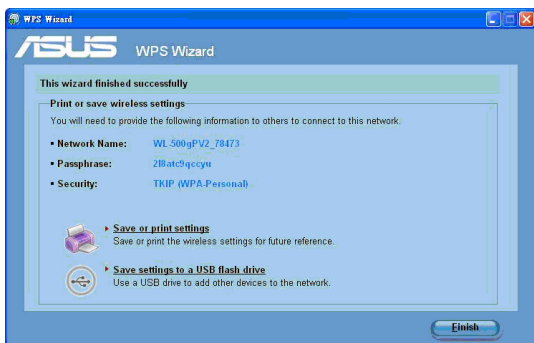 WPS Wizard
ASUS WPS Wizard
This wizard finished successfully
Print or save wireless settings
You will need to provide the following information to others to connect to this network.
▪ Network Name: WL-500gPV2_78473
▪ Passphrase: 2l8atc9qccyu
▪ Security: TKIP (WPA-Personal)
Save or print settings
Save or print the wireless settings for future reference.
Save settings to a USB flash drive
Use a USB drive to add other devices to the network.
Finish